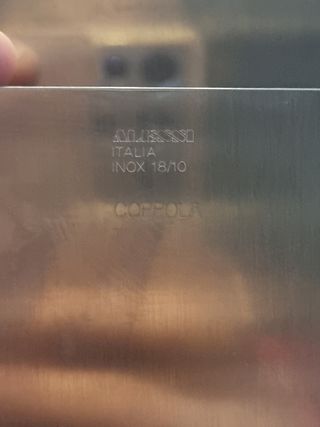 ALESSI
ITALIA
INOX 18/10
COPPOLA